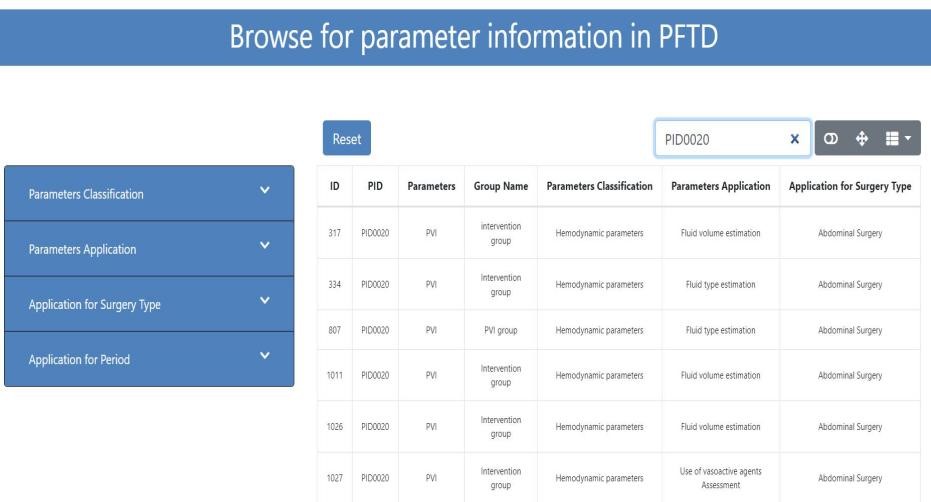 Browse for parameter information in PFTD
Reset
PID0020
Parameters Classification
Parameters Application
Application for Surgery Type
Application for Period
ID PID Parameters Group Name Parameters Classification Parameters Application Application for Surgery Type
317 PID0020 PVI intervention group Hemodynamic parameters Fluid volume estimation Abdominal Surgery
334 PID0020 PVI Intervention group Hemodynamic parameters Fluid type estimation Abdominal Surgery
807 PID0020 PVI PVI group Hemodynamic parameters Fluid type estimation Abdominal Surgery
1011 PID0020 PVI Intervention group Hemodynamic parameters Fluid volume estimation Abdominal Surgery
1026 PID0020 PVI Intervention group Hemodynamic parameters Fluid volume estimation Abdominal Surgery
1027 PID0020 PVI Intervention group Hemodynamic parameters Use of vasoactive agents Assessment Abdominal Surgery